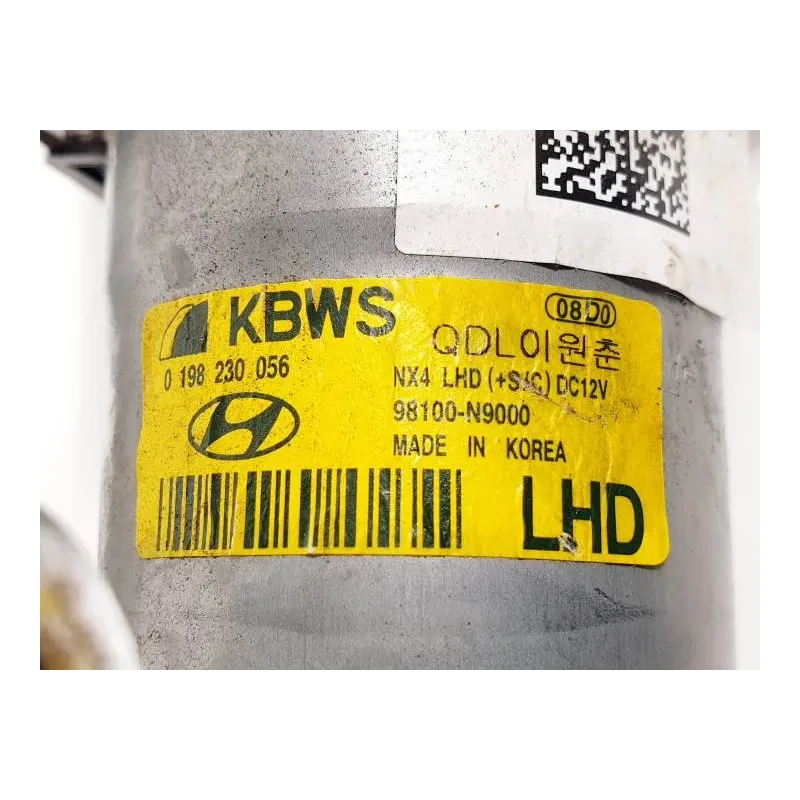 KBWS
08D0
QDL이원춘
0 198 230 056
NX4 LHD (+S/C) DC12V
98100-N9000
MADE IN KOREA
LHD